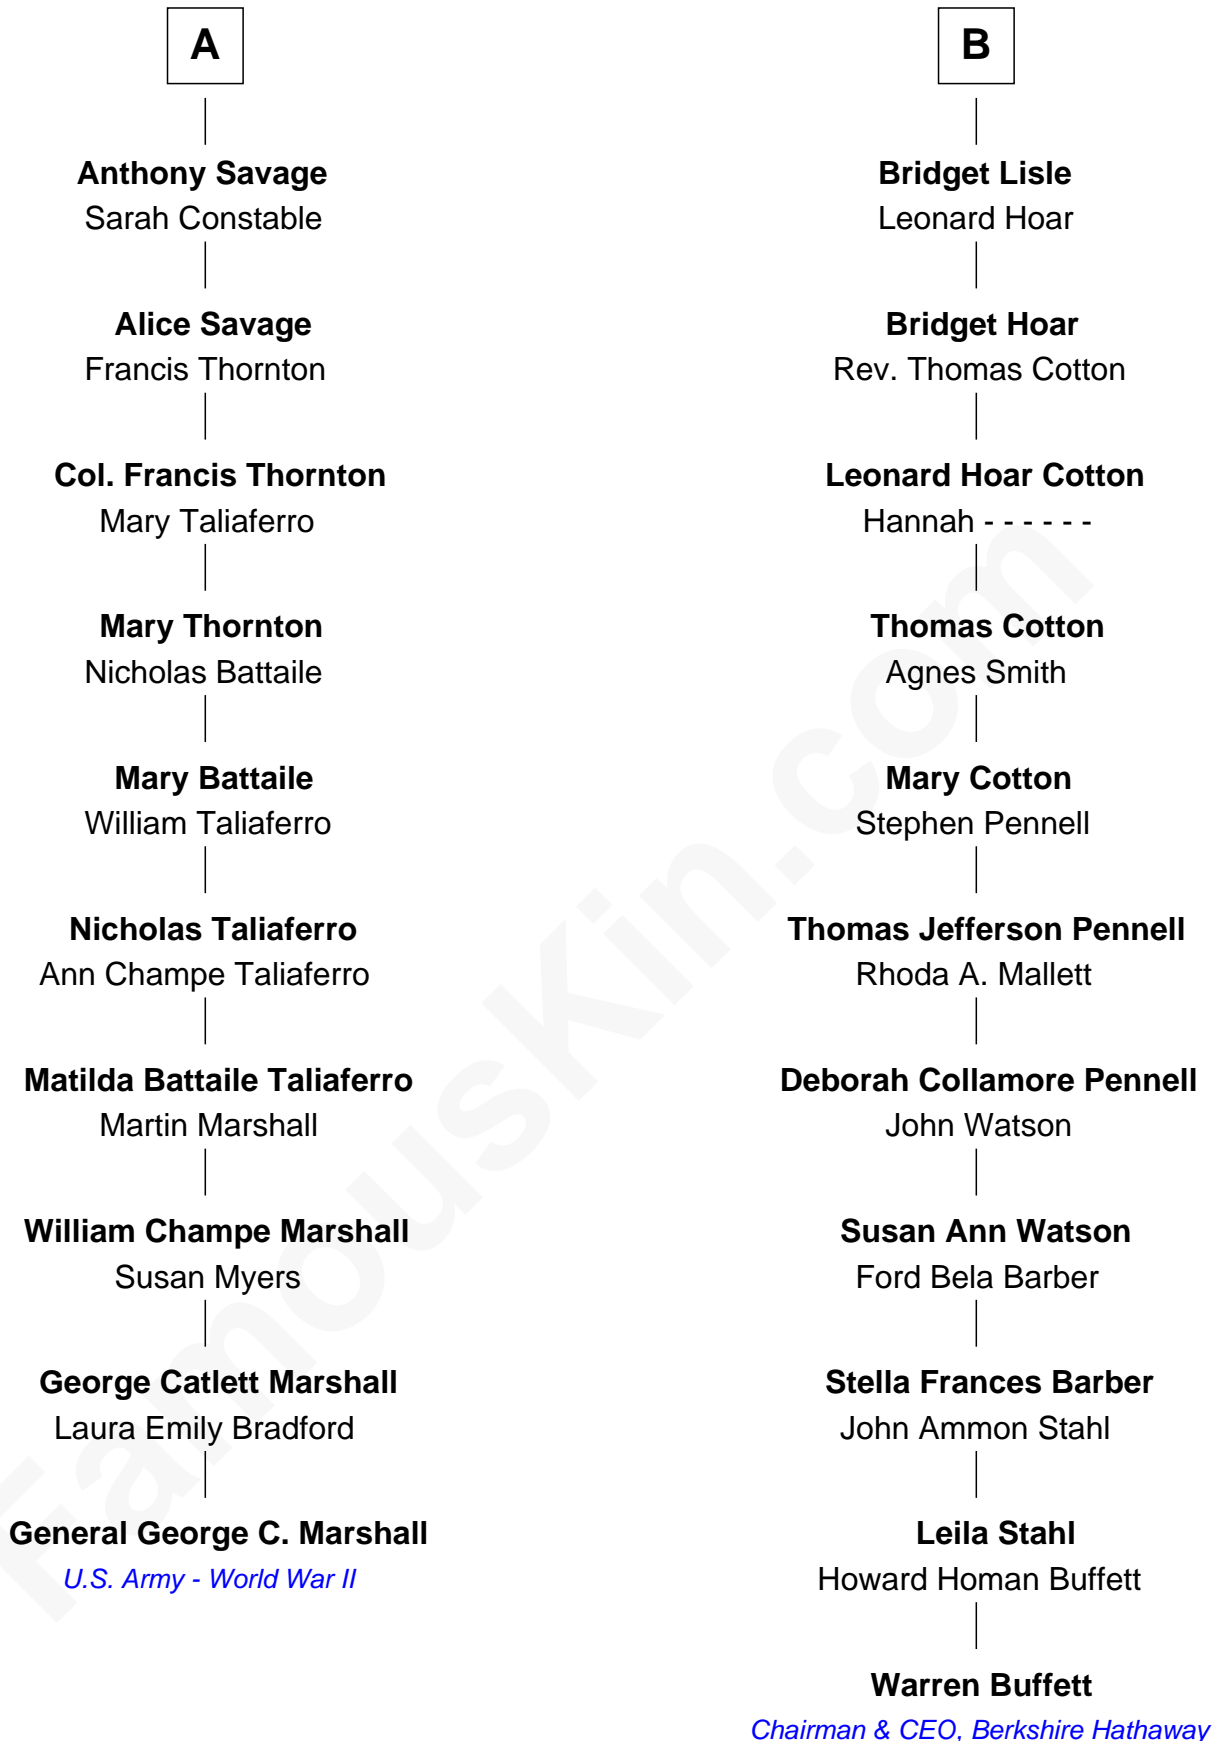 A
Anthony Savage
Sarah Constable
Alice Savage
Francis Thornton
Col. Francis Thornton
Mary Taliaferro
Mary Thornton
Nicholas Battaile
Mary Battaile
William Taliaferro
Nicholas Taliaferro
Ann Champe Taliaferro
Matilda Battaile Taliaferro
Martin Marshall
William Champe Marshall
Susan Myers
George Catlett Marshall
Laura Emily Bradford
General George C. Marshall
U.S. Army - World War II
B
Bridget Lisle
Leonard Hoar
Bridget Hoar
Rev. Thomas Cotton
Leonard Hoar Cotton
Hannah - - - - - -
Thomas Cotton
Agnes Smith
Mary Cotton
Stephen Pennell
Thomas Jefferson Pennell
Rhoda A. Mallett
Deborah Collamore Pennell
John Watson
Susan Ann Watson
Ford Bela Barber
Stella Frances Barber
John Ammon Stahl
Leila Stahl
Howard Homan Buffett
Warren Buffett
Chairman & CEO, Berkshire Hathaway
FamousKin.com